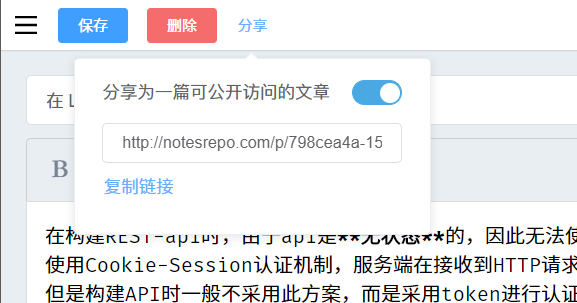 保存 删除 分享
分享为一篇可公开访问的文章
在
http://notesrepo.com/p/798cea4a-15
B
复制链接
在构建REST-api时，由于api是**无状态**的，因此无法使
使用Cookie-Session认证机制，服务端在接收到HTTP请求
但是构建API时一般不采用此方案，而是采用token进行认证